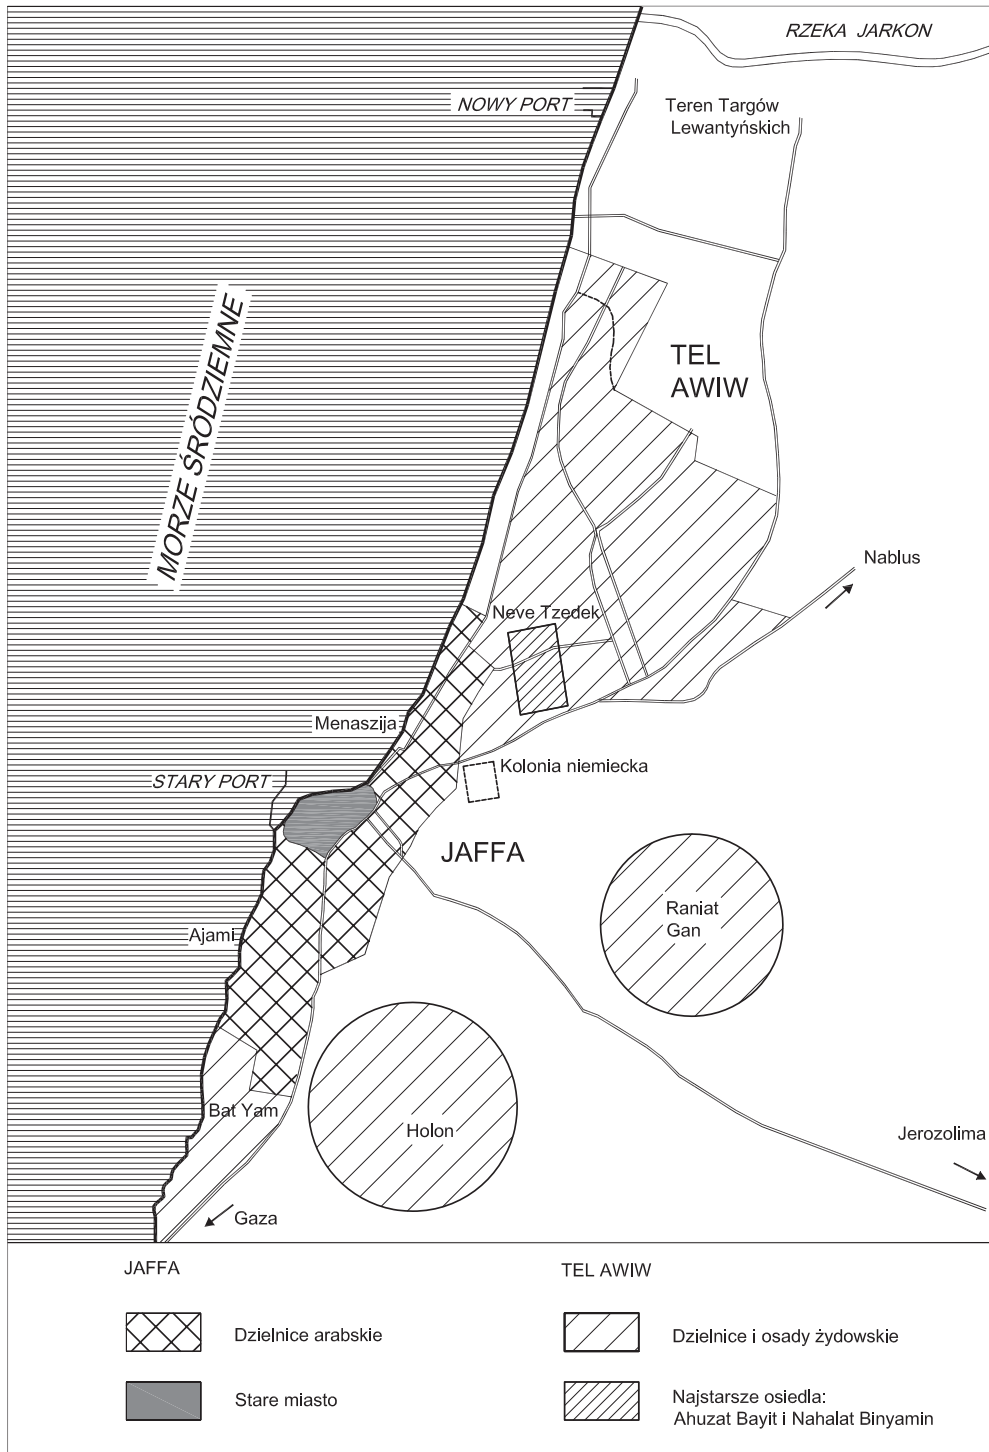 RZEKA JARKON
NOWY PORT
Teren Targów
Lewantyńskich
MORZE ŚRÓDZIEMNE
TEL
AWIW
Nablus
Neve Tzedek
Menaszija
Kolonia niemiecka
STARY PORT
JAFFA
Raniat
Gan
Ajami
Bat Yam
Holon
Jerozolima
Gaza
JAFFA
Dzielnice arabskie
Stare miasto
TEL AWIW
Dzielnice i osady żydowskie
Najstarsze osiedla:
Ahuzat Bayit i Nahalat Binyamin